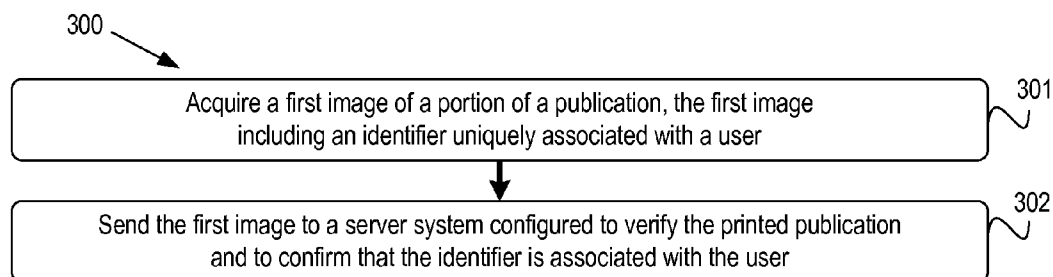 300
Acquire a first image of a portion of a publication, the first image
including an identifier uniquely associated with a user
301
Send the first image to a server system configured to verify the printed publication
and to confirm that the identifier is associated with the user
302